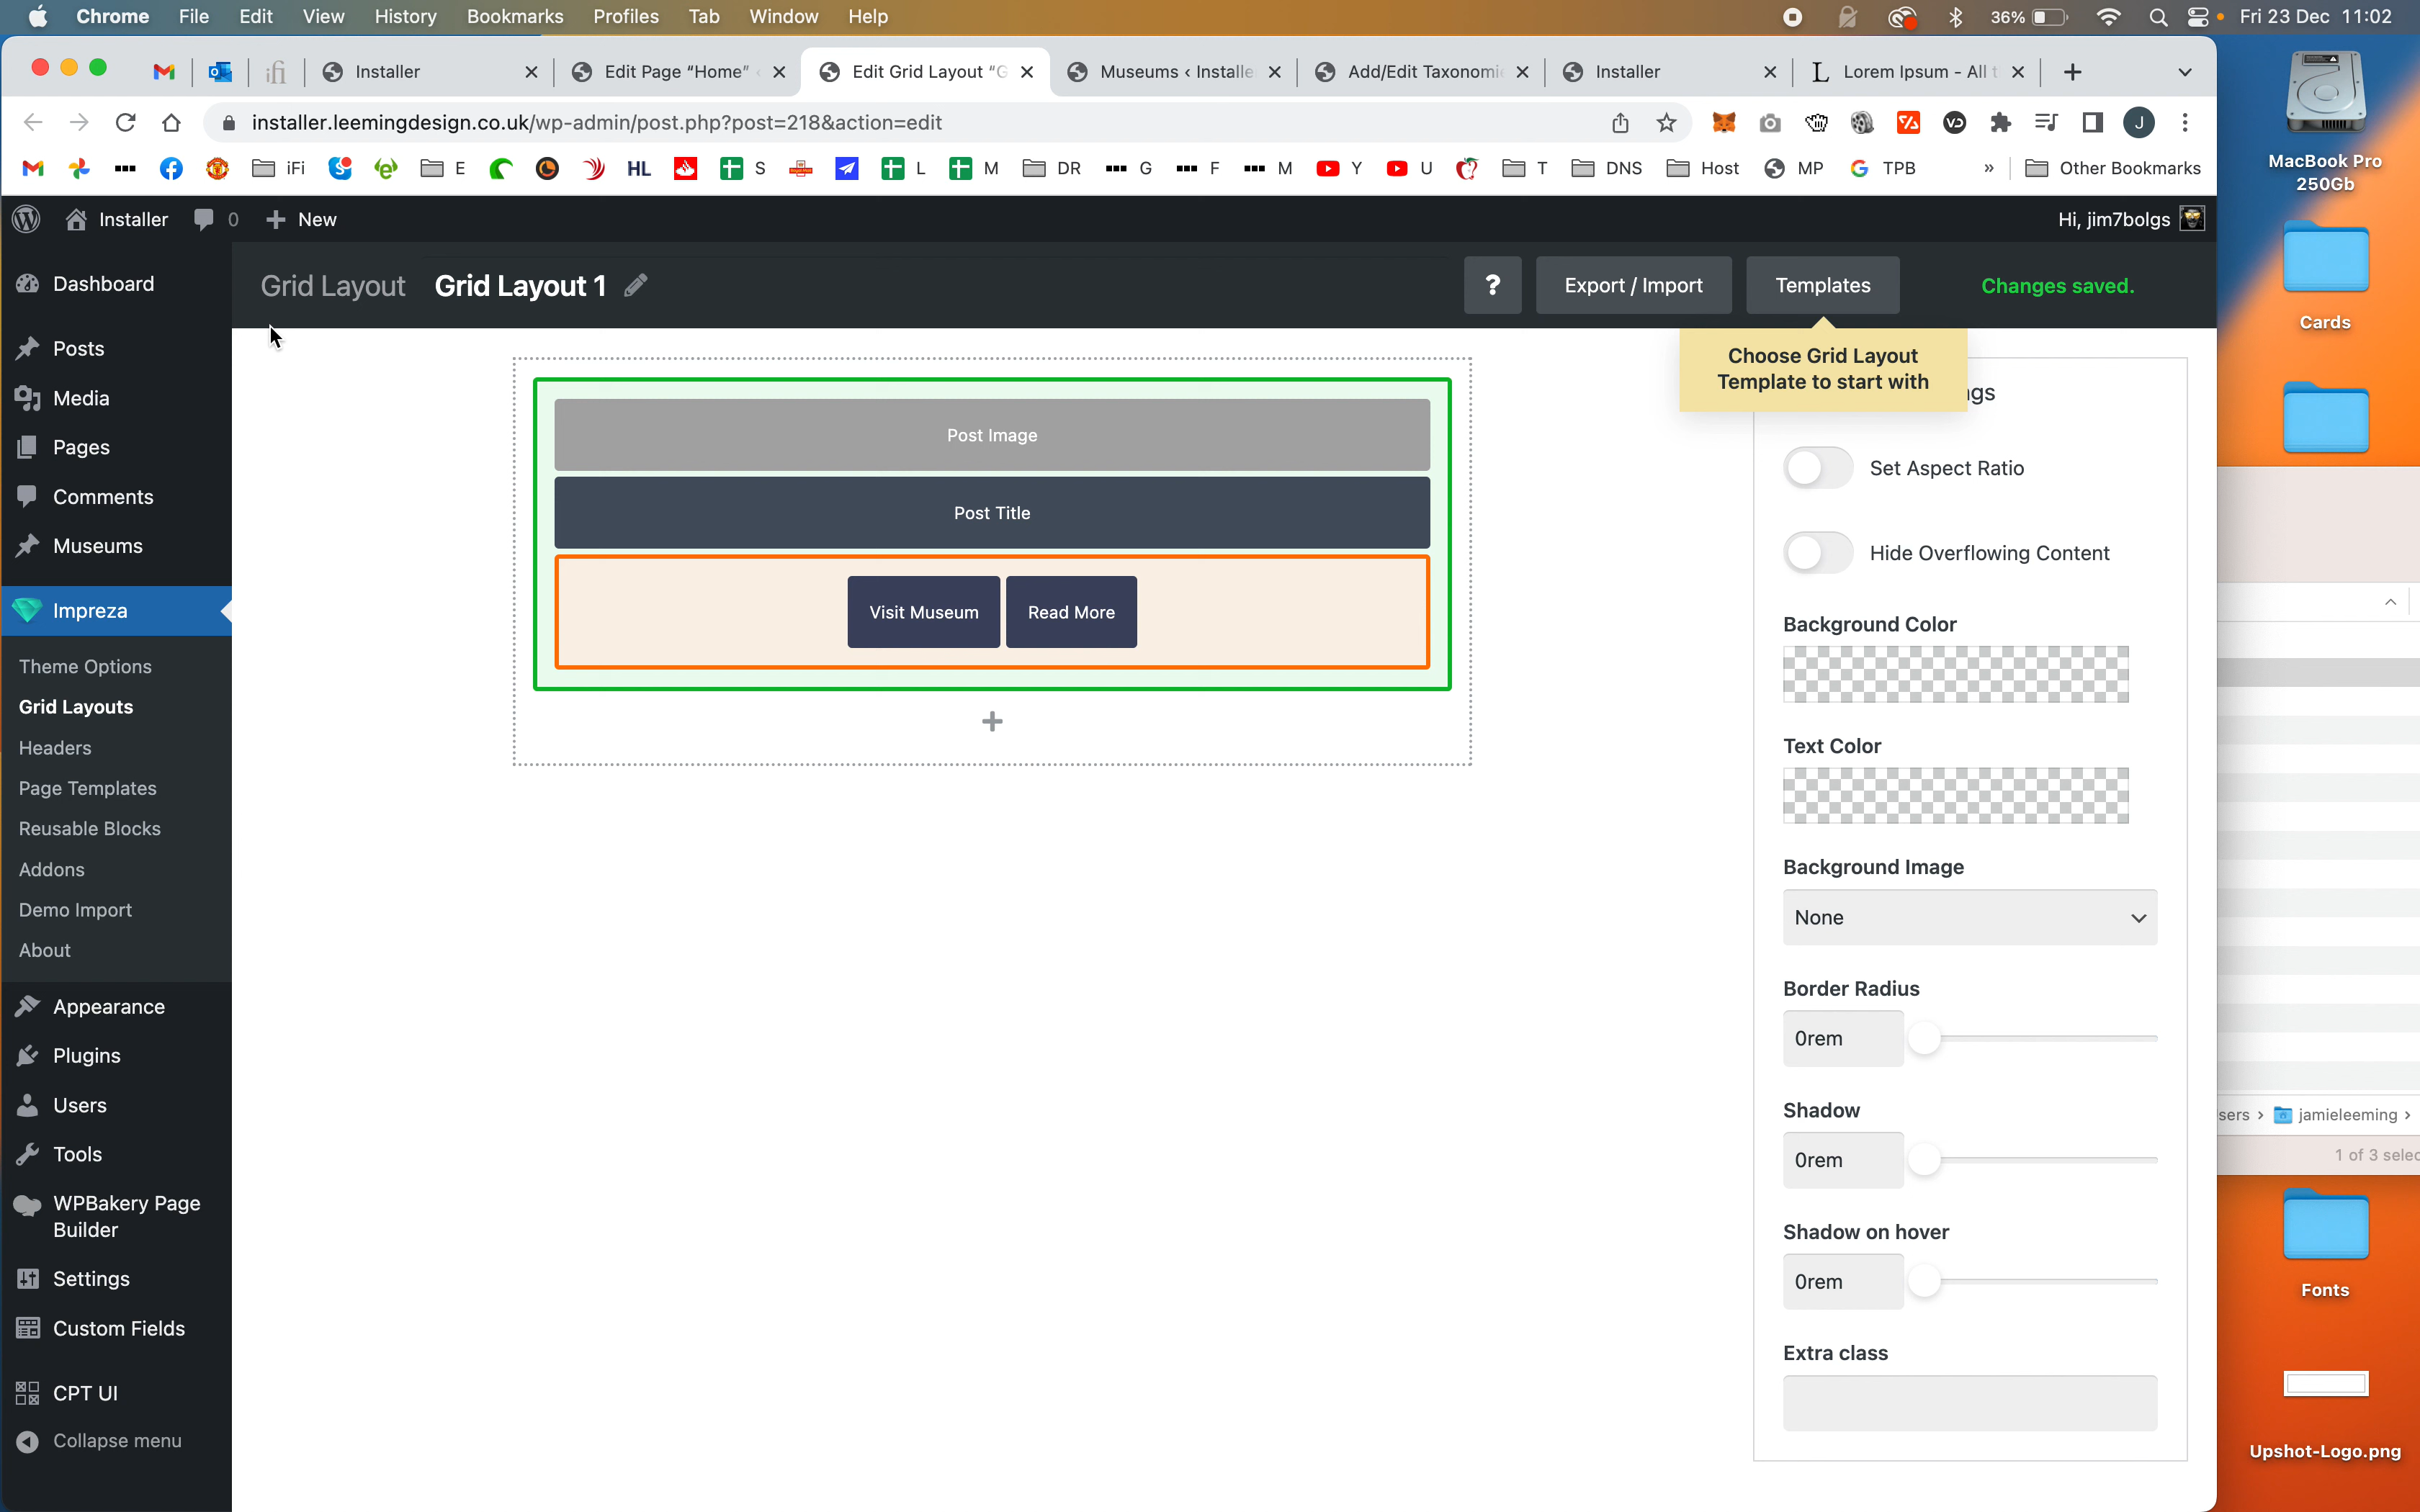 Chrome File Edit View History Bookmarks Profiles Tab Window Help 36% Fri 23 Dec 11:02
ifi Installer Edit Page “Home” Edit Grid Layout “G Museums ‹ Installe Add/Edit Taxonomi Installer Lorem Ipsum - All t
installer.leemingdesign.co.uk/wp-admin/post.php?post=218&action=edit J
iFi E HL S L M DR G F M Y U T DNS Host MP TPB » Other Bookmarks
Installer 0 New Hi, jim7bolgs
Grid Layout Grid Layout 1 ? Export / Import Templates Changes saved.
Choose Grid Layout
Template to start with
Dashboard
Posts
Media
Pages
Comments
Museums
Impreza
Theme Options
Grid Layouts
Headers
Page Templates
Reusable Blocks
Addons
Demo Import
About
Appearance
Plugins
Users
Tools
WPBakery Page
Builder
Settings
Custom Fields
CPT UI
Collapse menu
Post Image
Post Title
Visit Museum Read More
Set Aspect Ratio
Hide Overflowing Content
Background Color
Text Color
Background Image
None
Border Radius
0rem
Shadow
0rem
Shadow on hover
0rem
Extra class
MacBook Pro
250Gb
Cards
sers › jamieleeming ›
1 of 3 selec
Fonts
Upshot-Logo.png